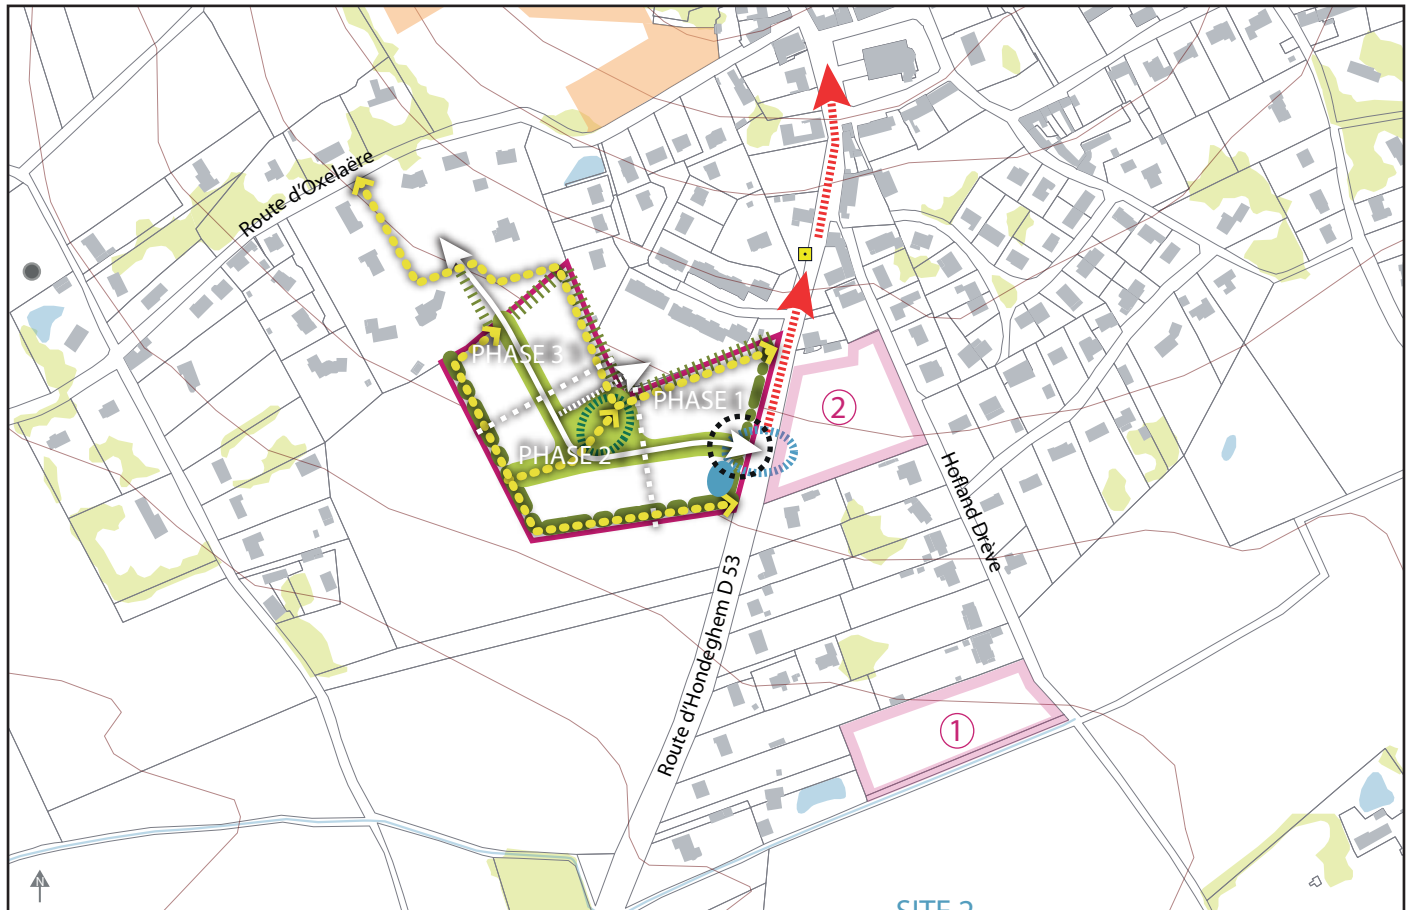 Route d'Oxelaëre
PHASE 3
PHASE 1
2
PHASE 2
Hofland Drève
Route d'Hondeghem D 53
1
N
SITE 2